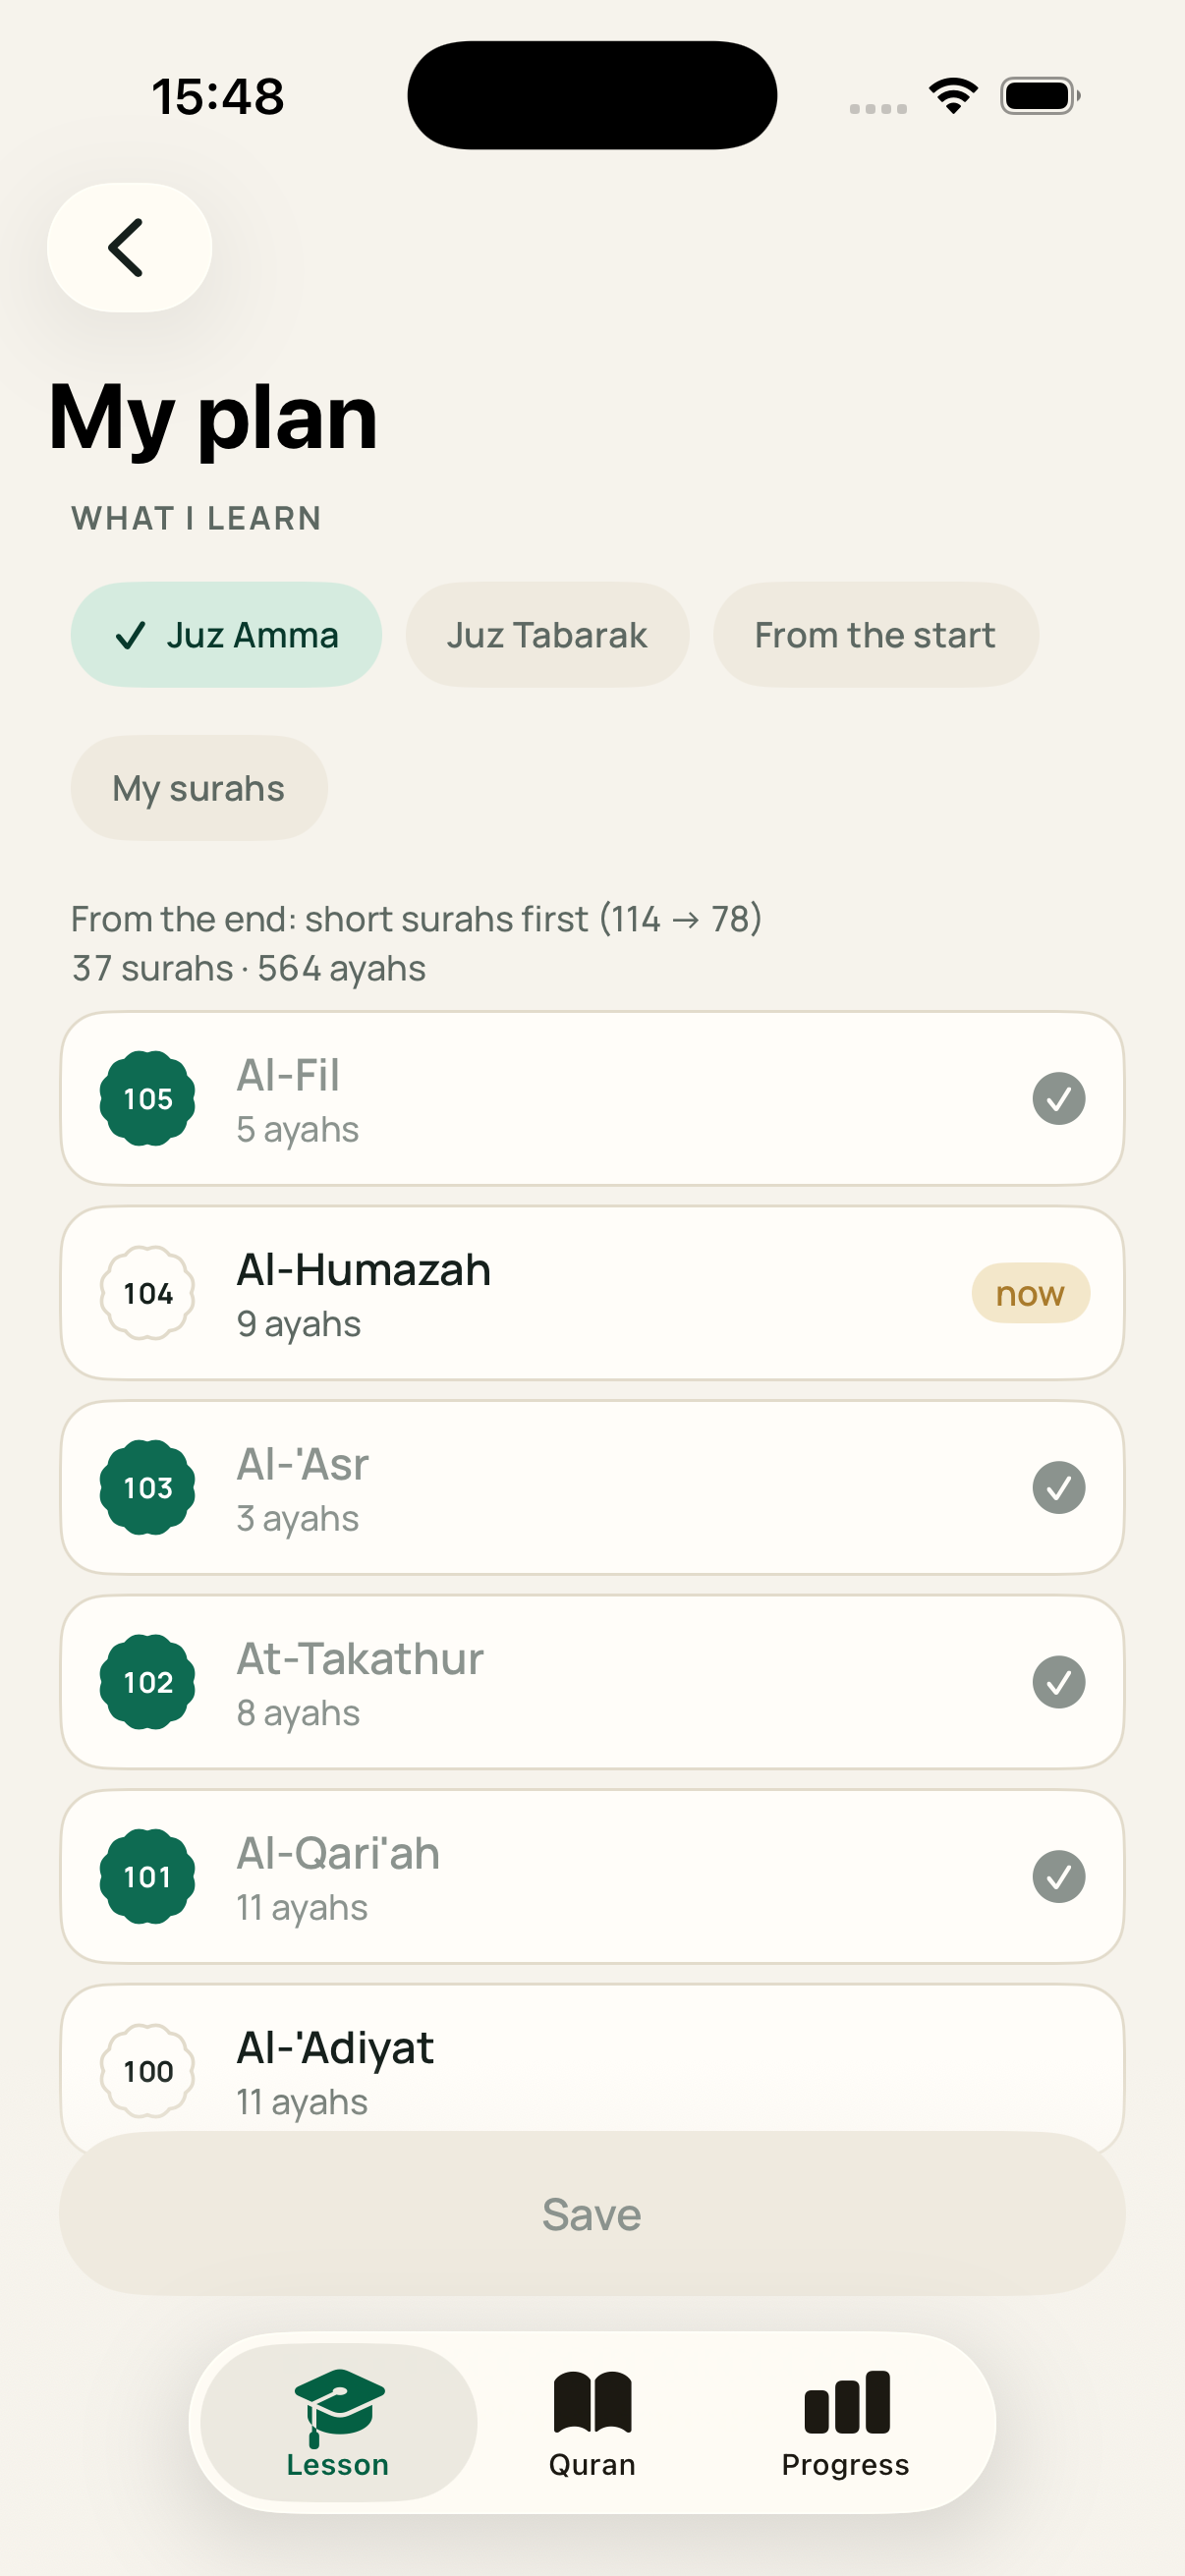 15:48
My plan
WHAT I LEARN
Juz Amma
Juz Tabarak
From the start
My surahs
From the end: short surahs first (114 → 78)
37 surahs · 564 ayahs
105
Al-Fil
5 ayahs
104
Al-Humazah
9 ayahs
now
103
Al-'Asr
3 ayahs
102
At-Takathur
8 ayahs
101
Al-Qari'ah
11 ayahs
100
Al-'Adiyat
11 ayahs
Save
Lesson
Quran
Progress